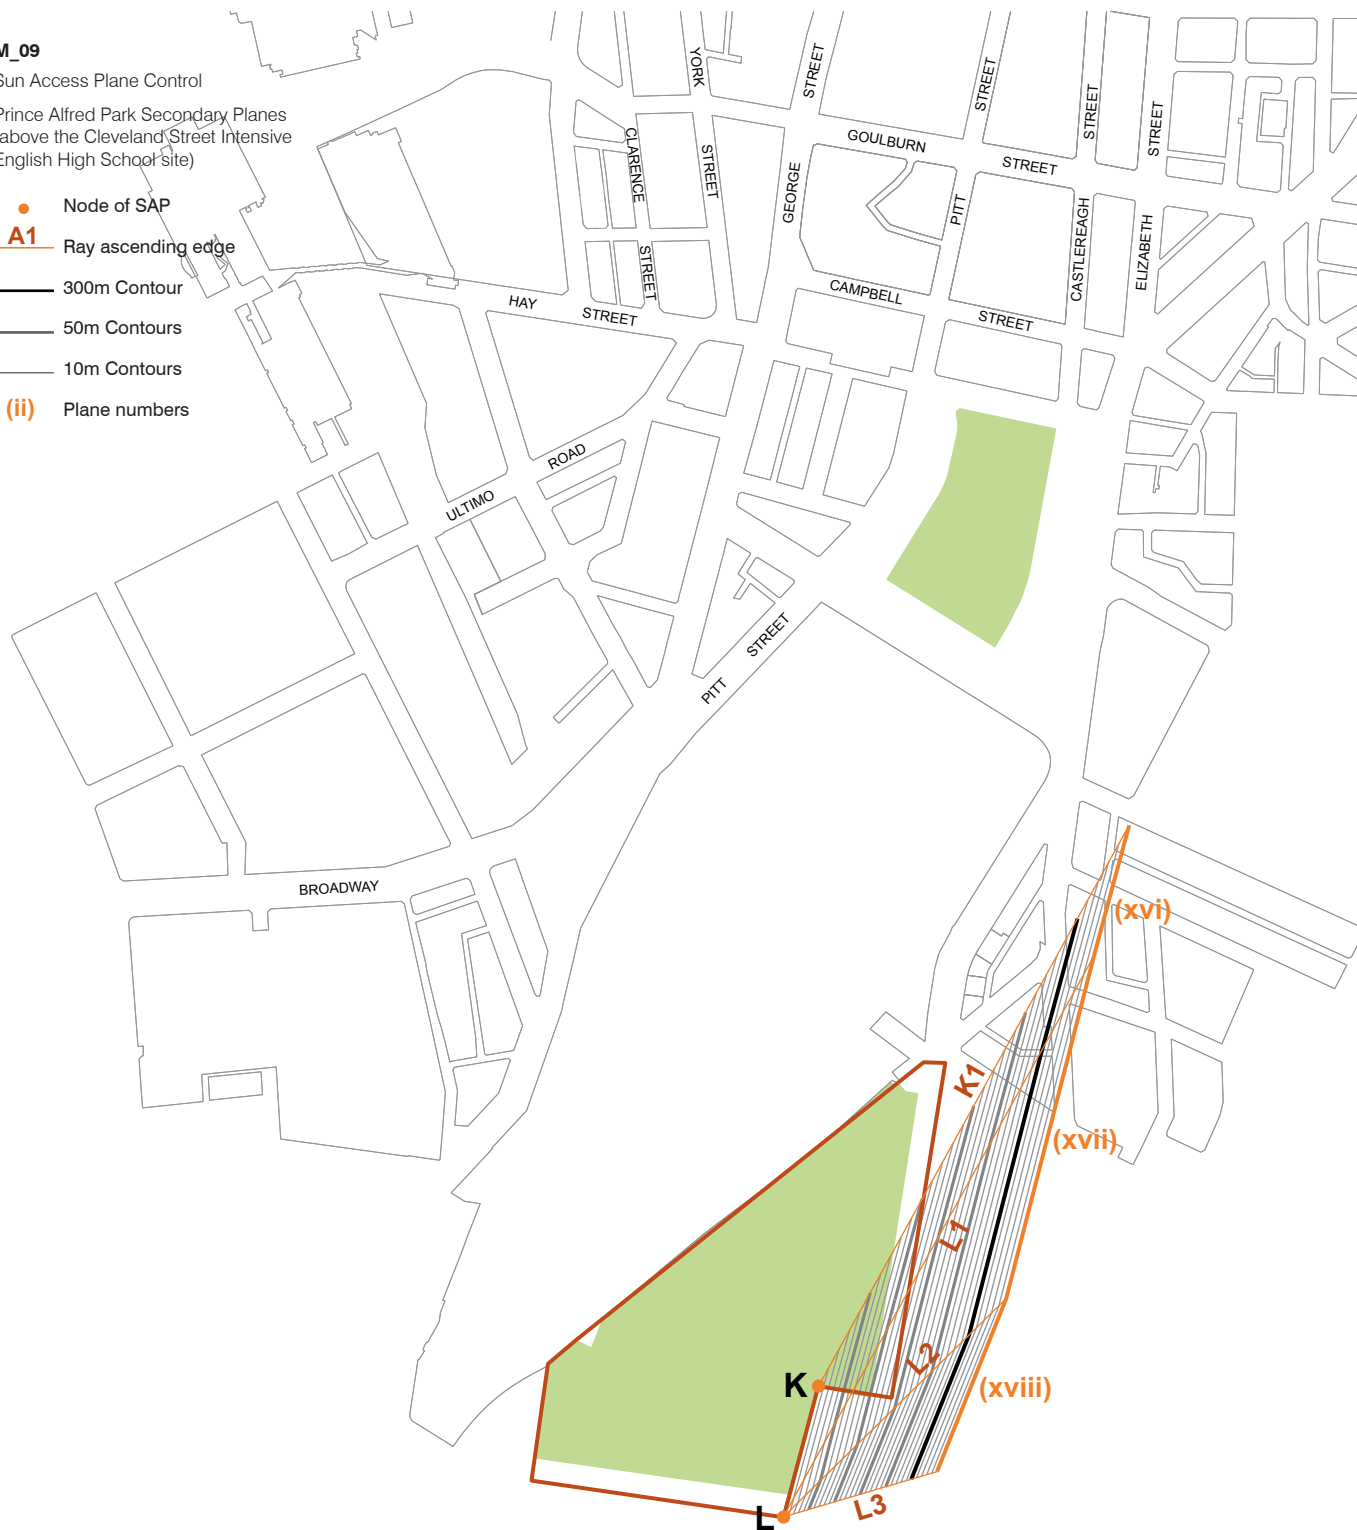 M_09
Sun Access Plane Control
Prince Alfred Park Secondary Planes
(above the Cleveland Street Intensive
English High School site)
Node of SAP
A1
Ray ascending edge
300m Contour
50m Contours
10m Contours
(ii)
Plane numbers
YORK
STREET
STREET
STREET
STREET
STREET
CLARENCE
STREET
GEORGE
GOULBURN
STREET
PITT
CASTLEREAGH
ELIZABETH
STREET
HAY
STREET
CAMPBELL
STREET
ROAD
ULTIMO
STREET
PITT
BROADWAY
(xvi)
K1
(xvii)
L1
L2
K
(xviii)
L
L3